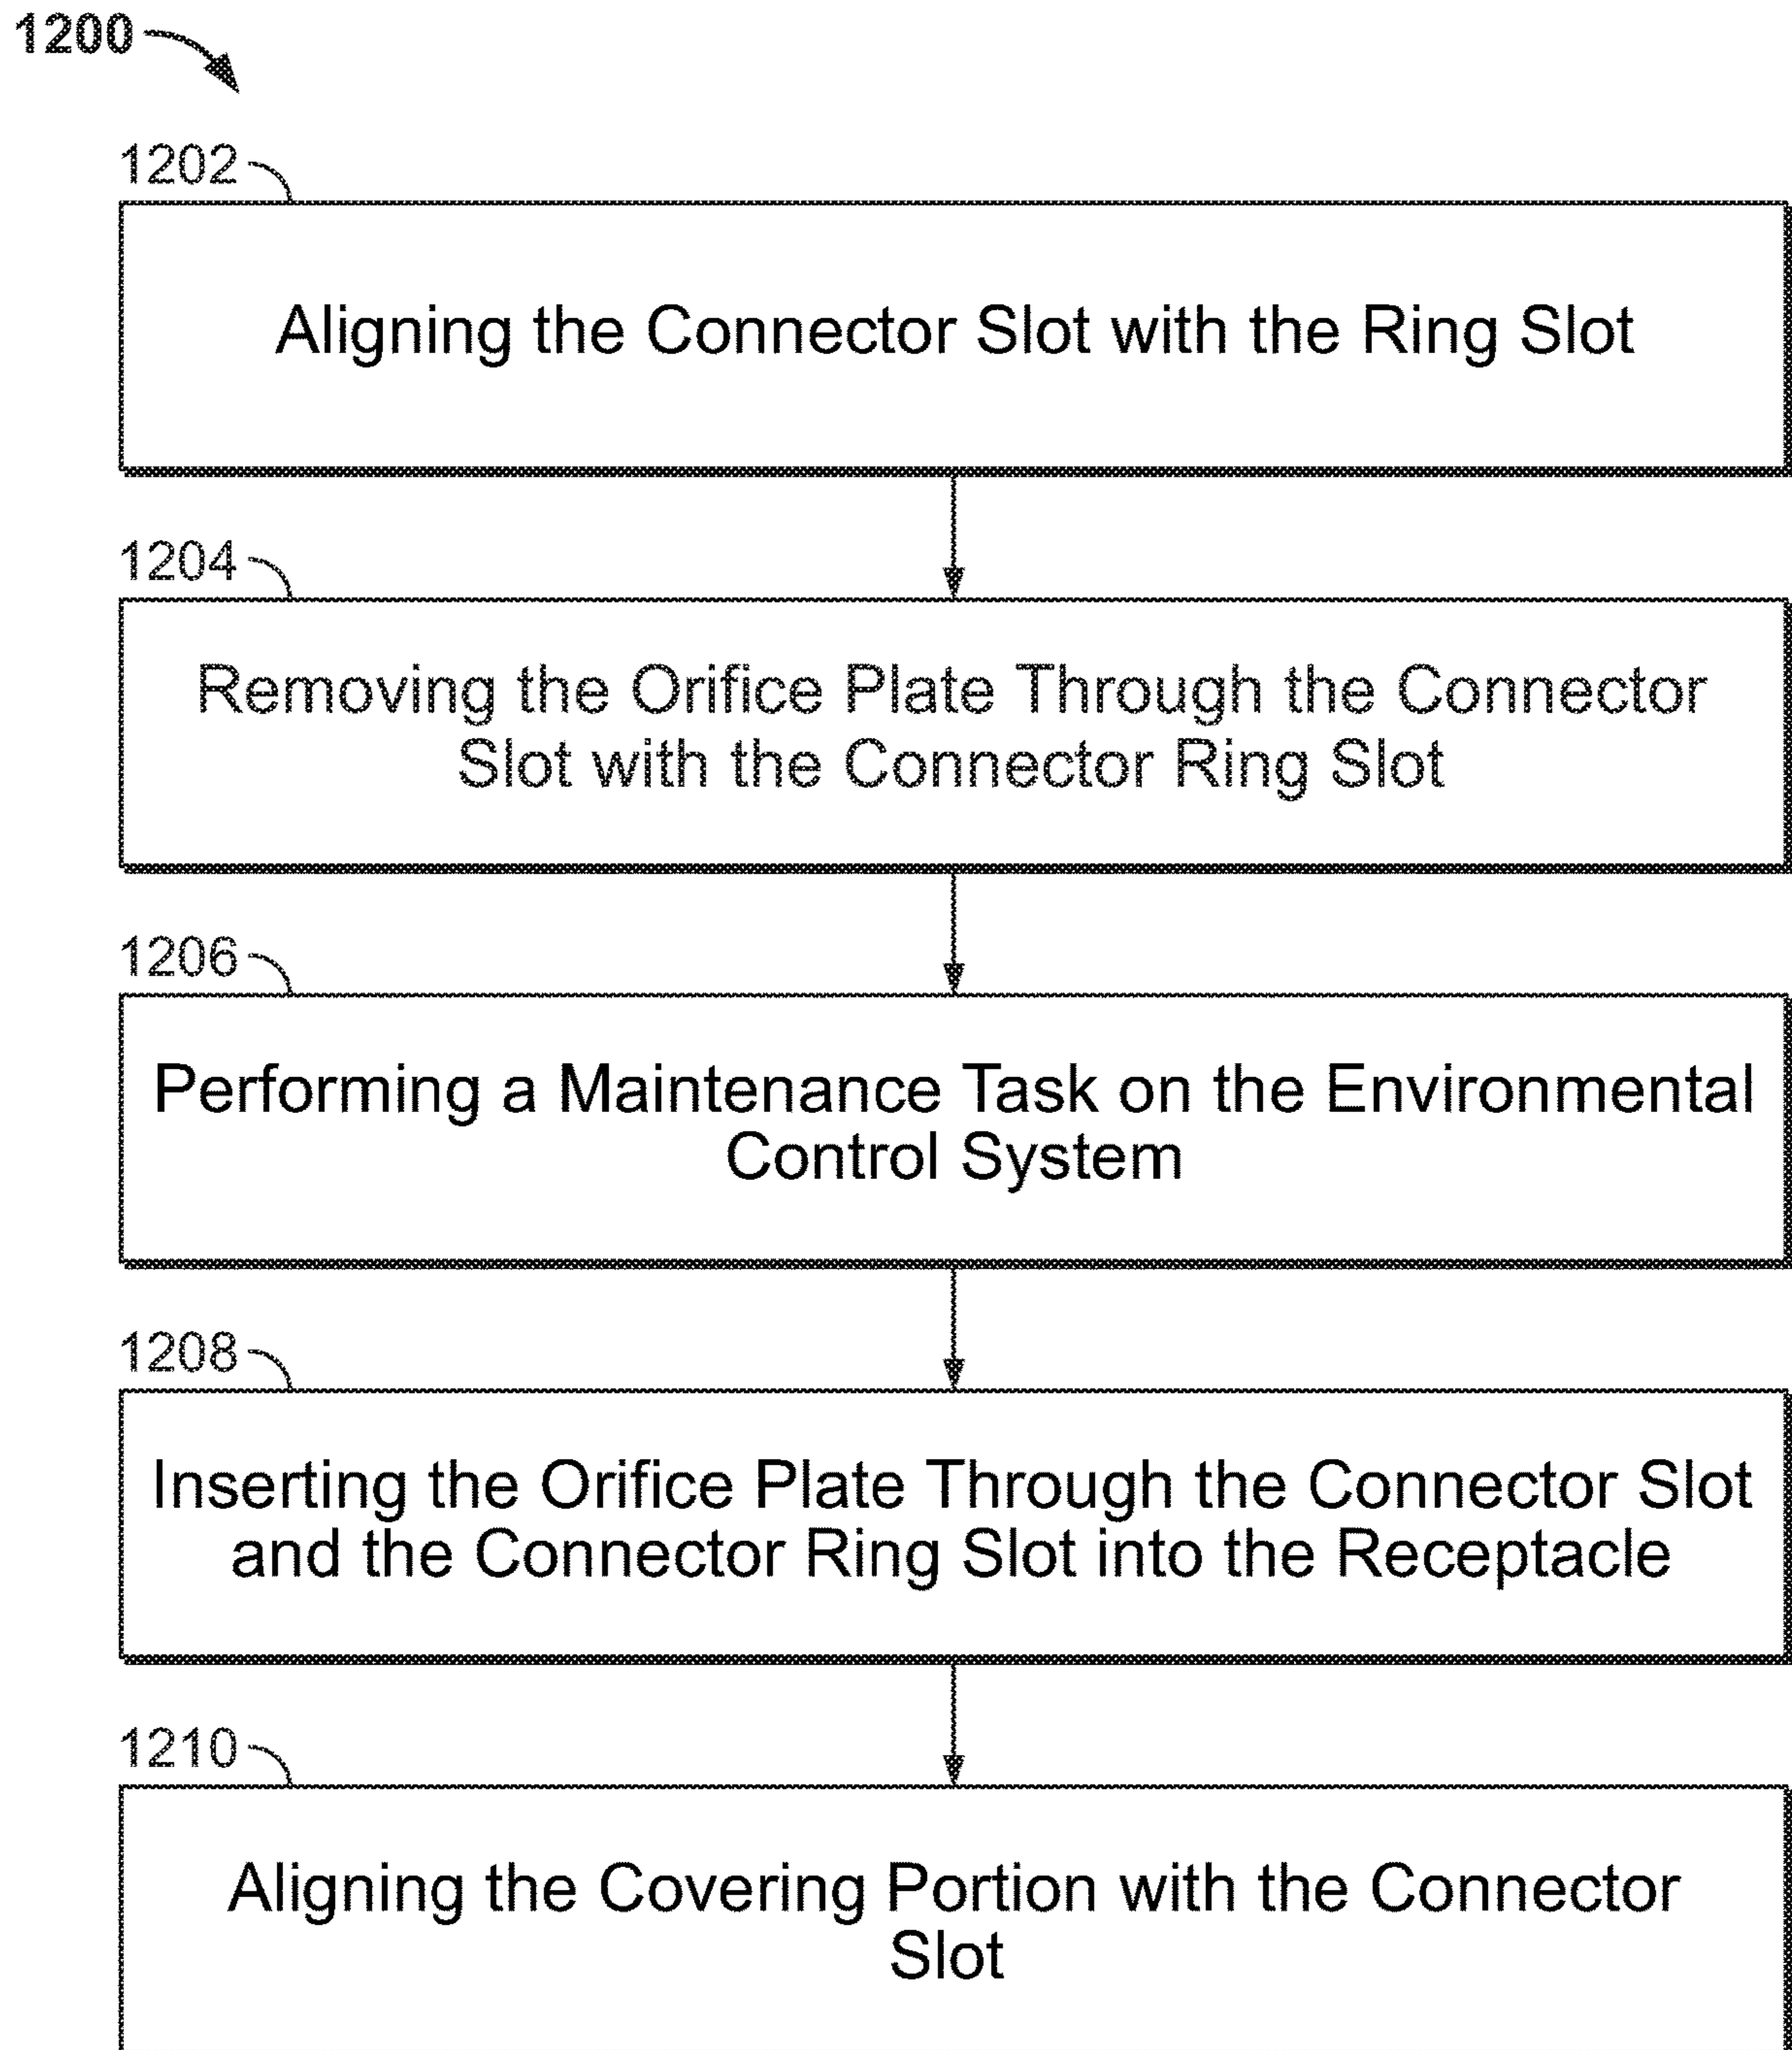 1200
1202
Aligning the Connector Slot with the Ring Slot
1204
Removing the Orifice Plate Through the Connector
Slot with the Connector Ring Slot
1206
Performing a Maintenance Task on the Environmental
Control System
1208
Inserting the Orifice Plate Through the Connector Slot
and the Connector Ring Slot into the Receptacle
1210
Aligning the Covering Portion with the Connector
Slot